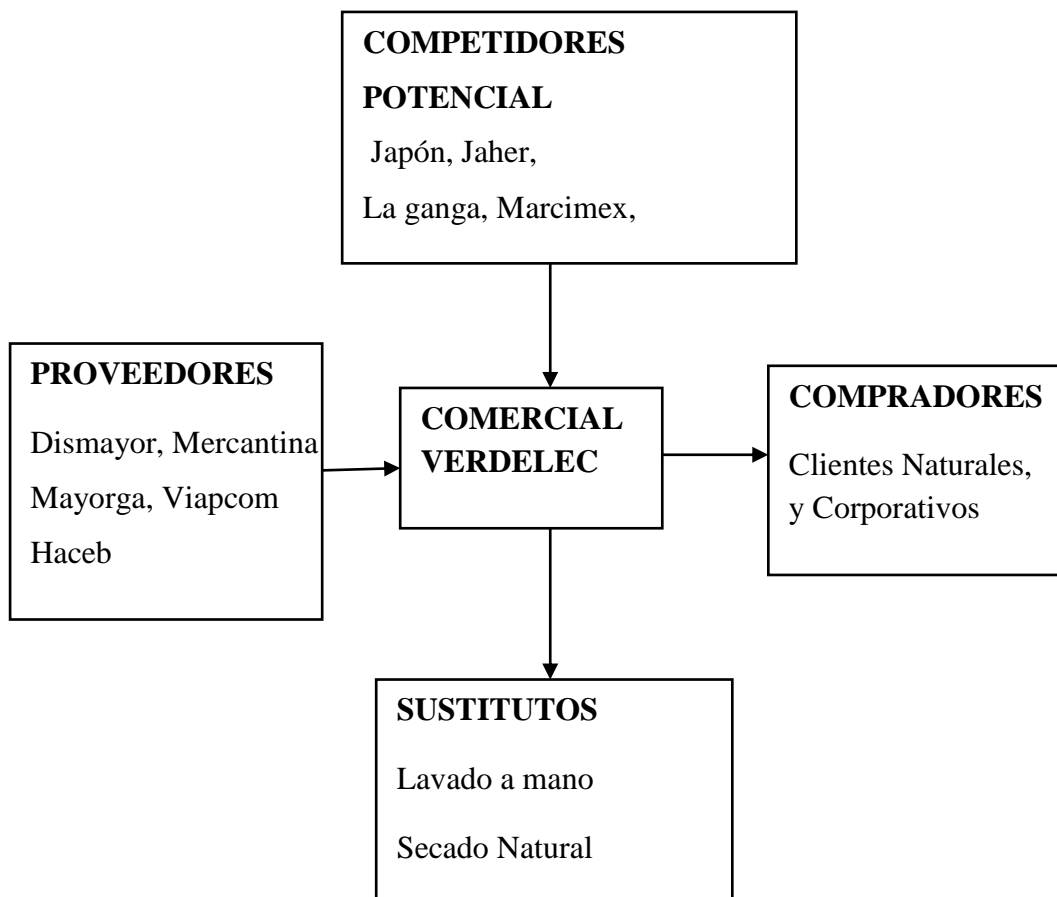 COMPETIDORES
POTENCIAL
Japón, Jaher,
La ganga, Marcimex,
PROVEEDORES
Dismayor, Mercantina
Mayorga, Viapcom
Haceb
COMERCIAL
VERDELEC
COMPRADORES
Clientes Naturales,
y Corporativos
SUSTITUTOS
Lavado a mano
Secado Natural